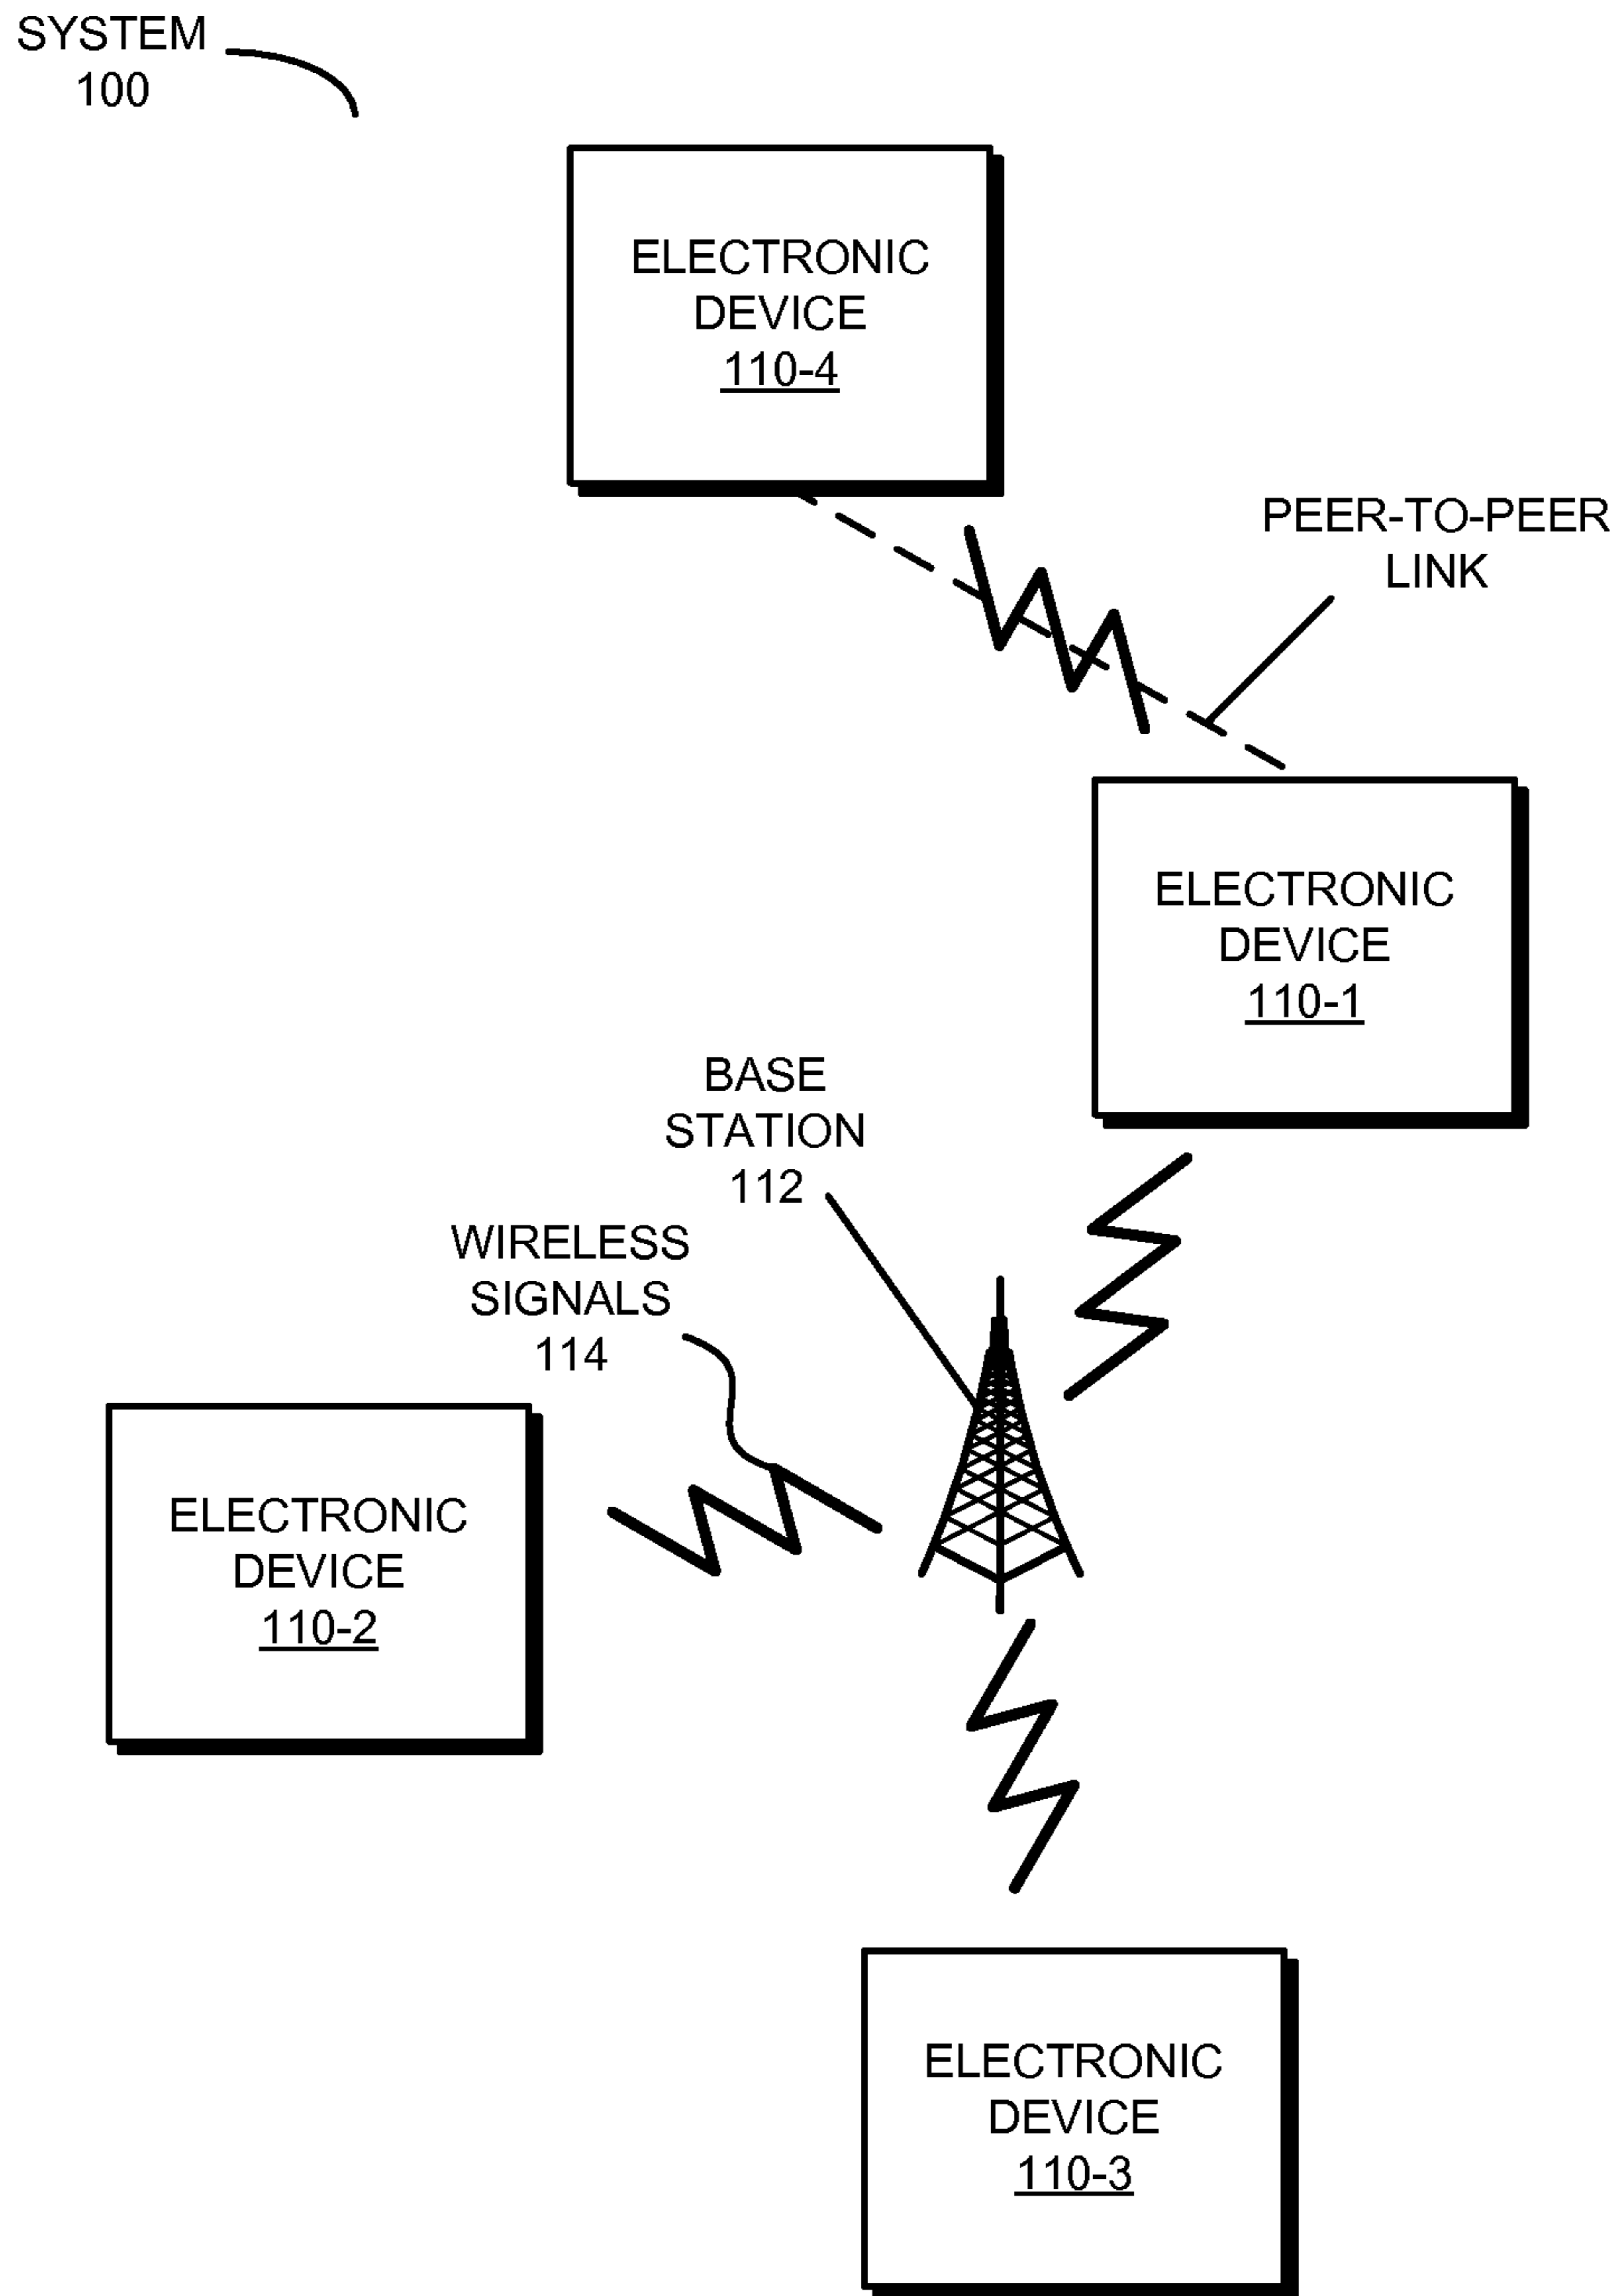 SYSTEM
100
ELECTRONIC
DEVICE
110-4
PEER-TO-PEER
LINK
ELECTRONIC
DEVICE
110-1
BASE
STATION
112
WIRELESS
SIGNALS
114
ELECTRONIC
DEVICE
110-2
ELECTRONIC
DEVICE
110-3